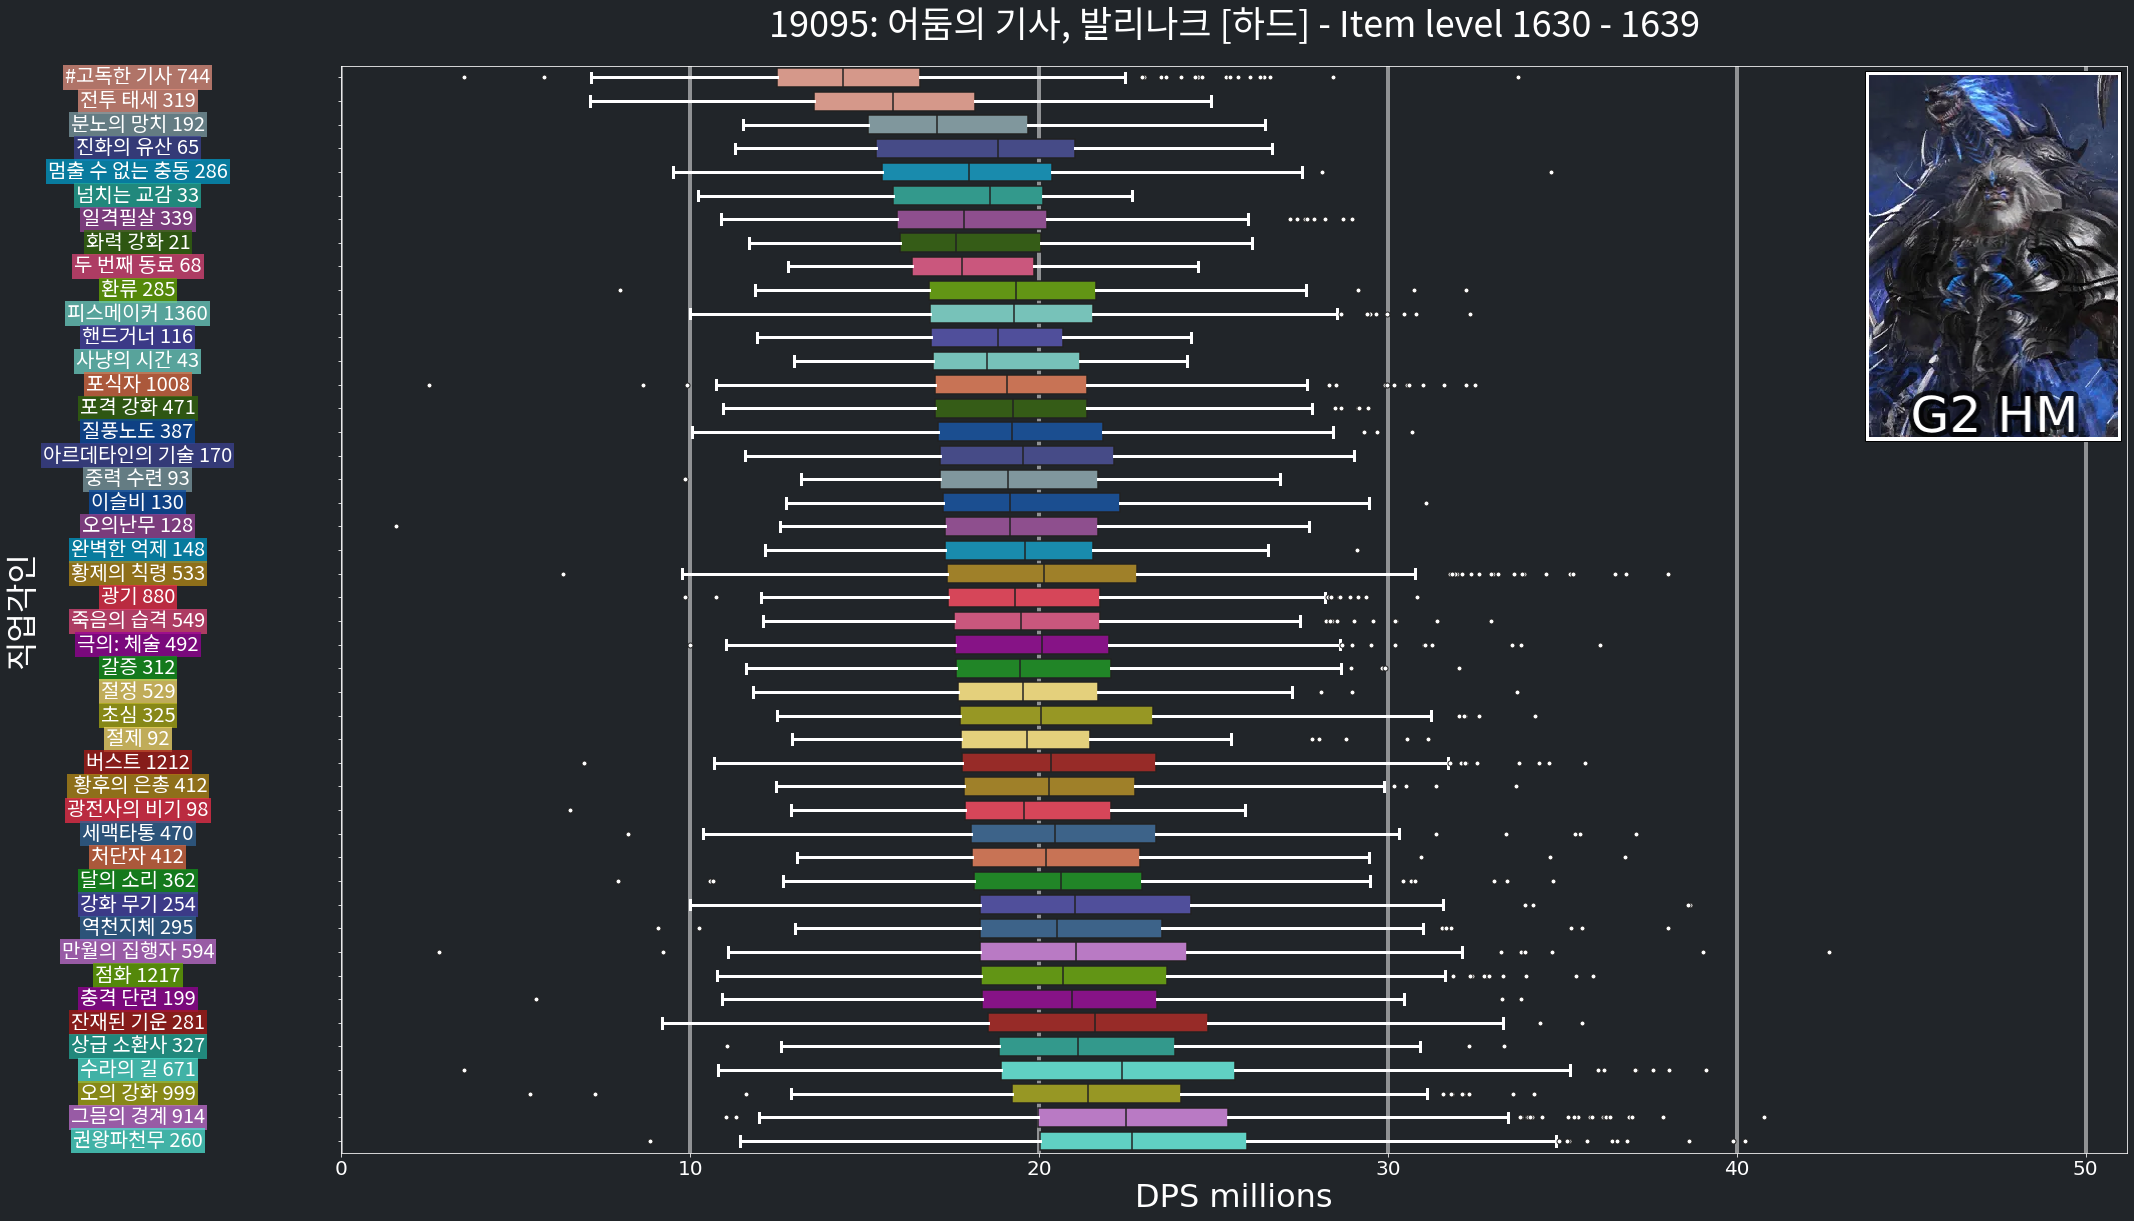 19095: 어둠의 기사, 발리나크 [하드] - Item level 1630 - 1639
#고독한 기사 744
전투 태세 319
분노의 망치 192
진화의 유산 65
멈출 수 없는 충동 286
넘치는 교감 33
일격필살 339
화력 강화 21
두 번째 동료 68
환류 285
피스메이커 1360
핸드거너 116
사냥의 시간 43
포식자 1008
포격 강화 471
질풍노도 387
아르데타인의 기술 170
중력 수련 93
이슬비 130
오의난무 128
완벽한 억제 148
황제의 칙령 533
광기 880
죽음의 습격 549
극의: 체술 492
갈증 312
절정 529
초심 325
절제 92
버스트 1212
황후의 은총 412
광전사의 비기 98
세맥타통 470
처단자 412
달의 소리 362
강화 무기 254
역천지체 295
만월의 집행자 594
점화 1217
충격 단련 199
잔재된 기운 281
상급 소환사 327
수라의 길 671
오의 강화 999
그믐의 경계 914
권왕파천무 260
직업각인
G2 HM
0 10 20 30 40 50
DPS millions